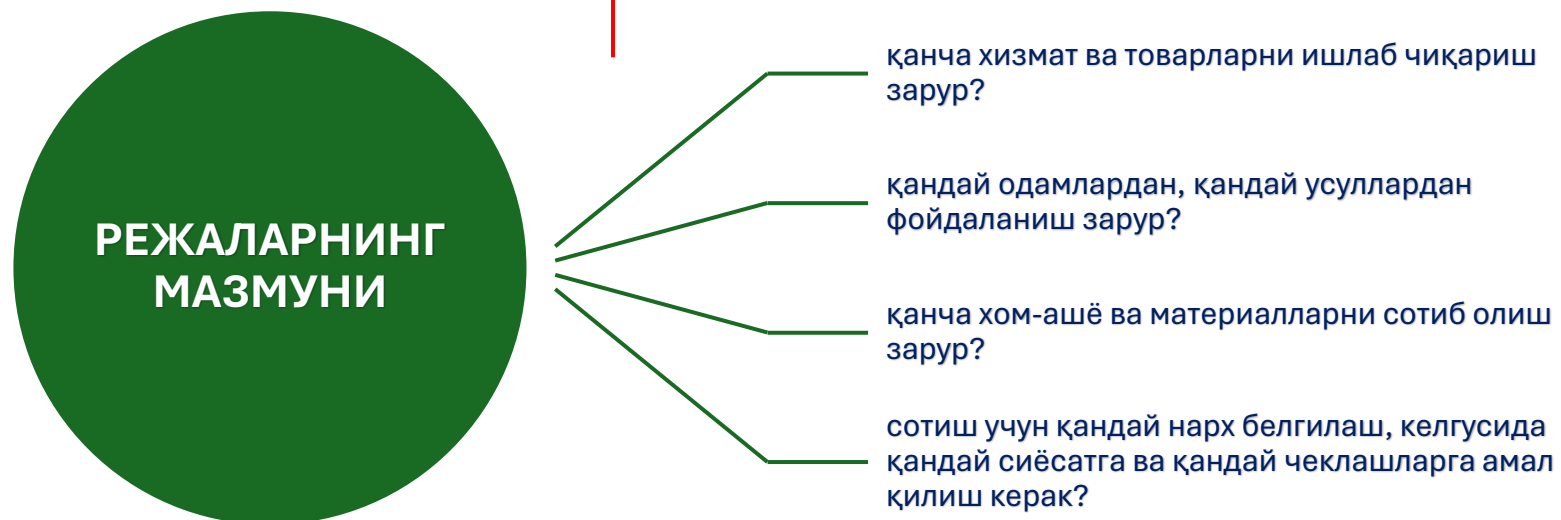 РЕЖАЛАРНИНГ
МАЗМУНИ
қанча хизмат ва товарларни ишлаб чиқариш
зарур?
қандай одамлардан, қандай усуллардан
фойдаланиш зарур?
қанча хом-ашё ва материалларни сотиб олиш
зарур?
сотиш учун қандай нарх белгилаш, келгусида
қандай сиёсатга ва қандай чеклашларга амал
қилиш керак?